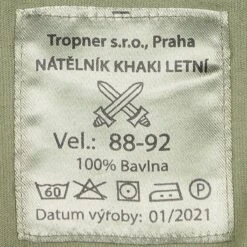 Tropner s.r.o., Praha
NÁTĚLNÍK KHAKI LETNÍ
Vel.: 88-92
100% Bavlna
60 P
Datum výroby: 01/2021